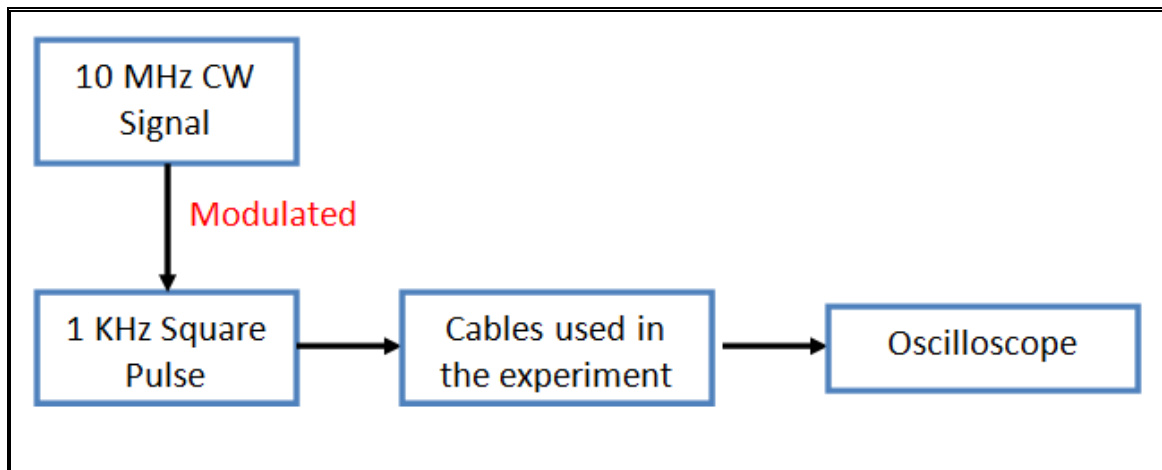 10 MHz CW
Signal
Modulated
1 KHz Square
Pulse
Cables used in
the experiment
Oscilloscope